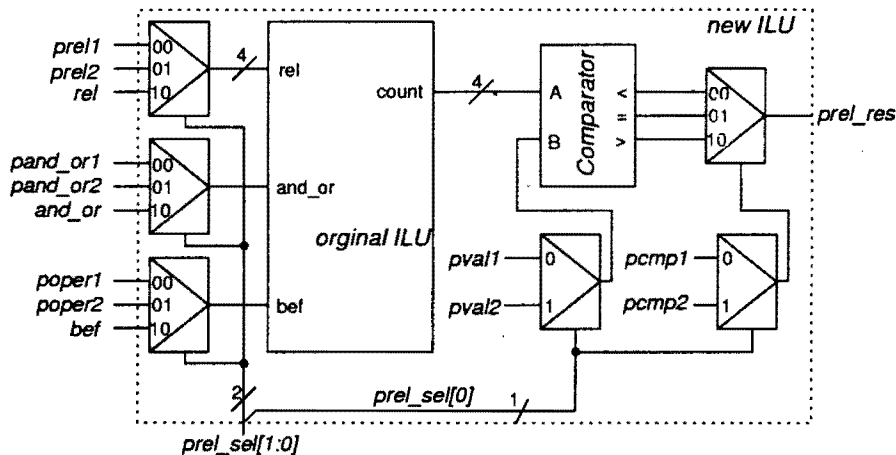 new ILU
prel1
prel2
rel
00
01
10
4
rel
count
4
A
B
Comparator
<
=
>
00
01
10
prel_res
pand_or1
pand_or2
and_or
00
01
10
and_or
orginal ILU
poper1
poper2
bef
00
01
10
bef
pval1
pval2
0
1
pcmp1
pcmp2
0
1
2
prel_sel[0]
1
prel_sel[1:0]